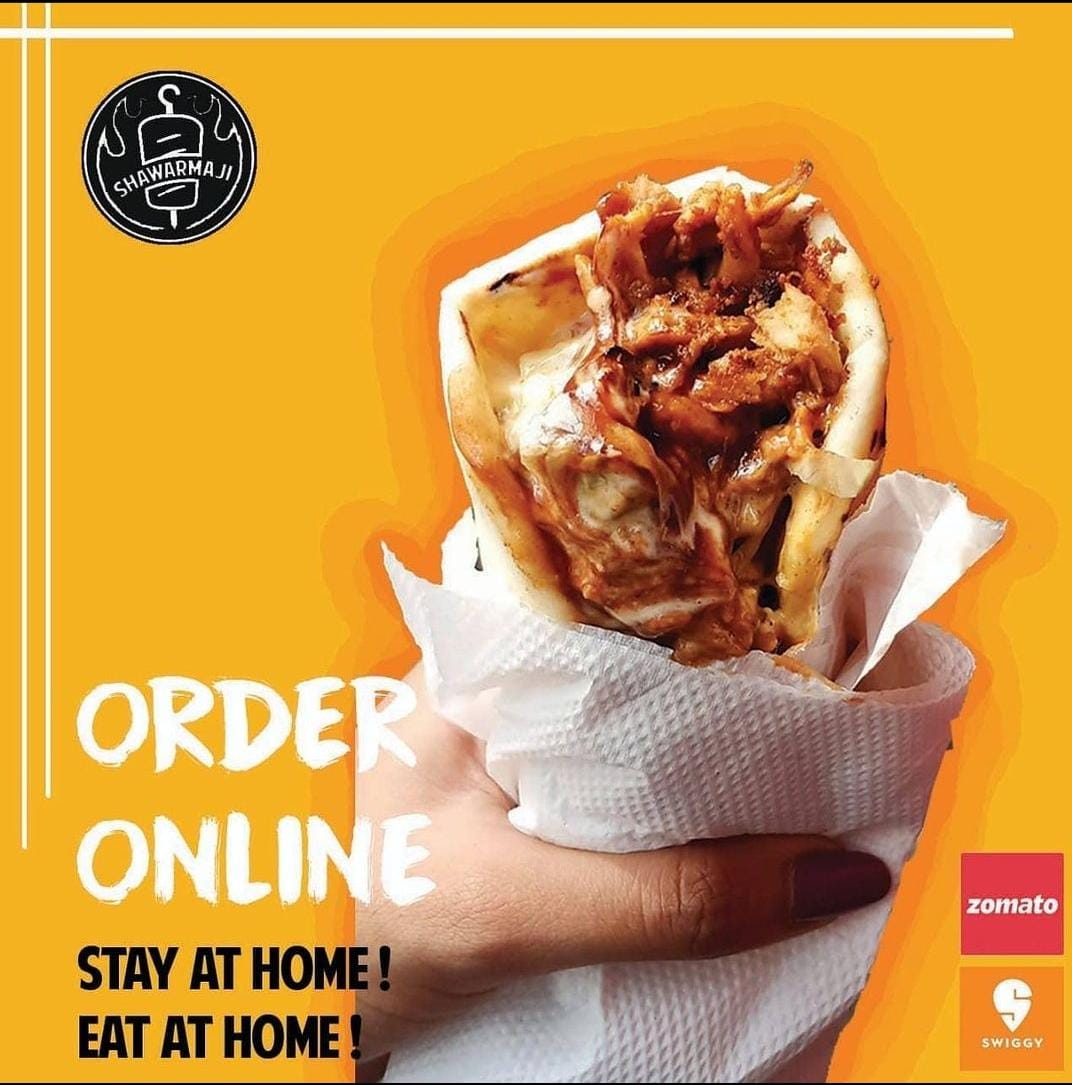 SHAWARMAJI
ORDER
ONLINE
STAY AT HOME!
EAT AT HOME!
zomato
SWIGGY